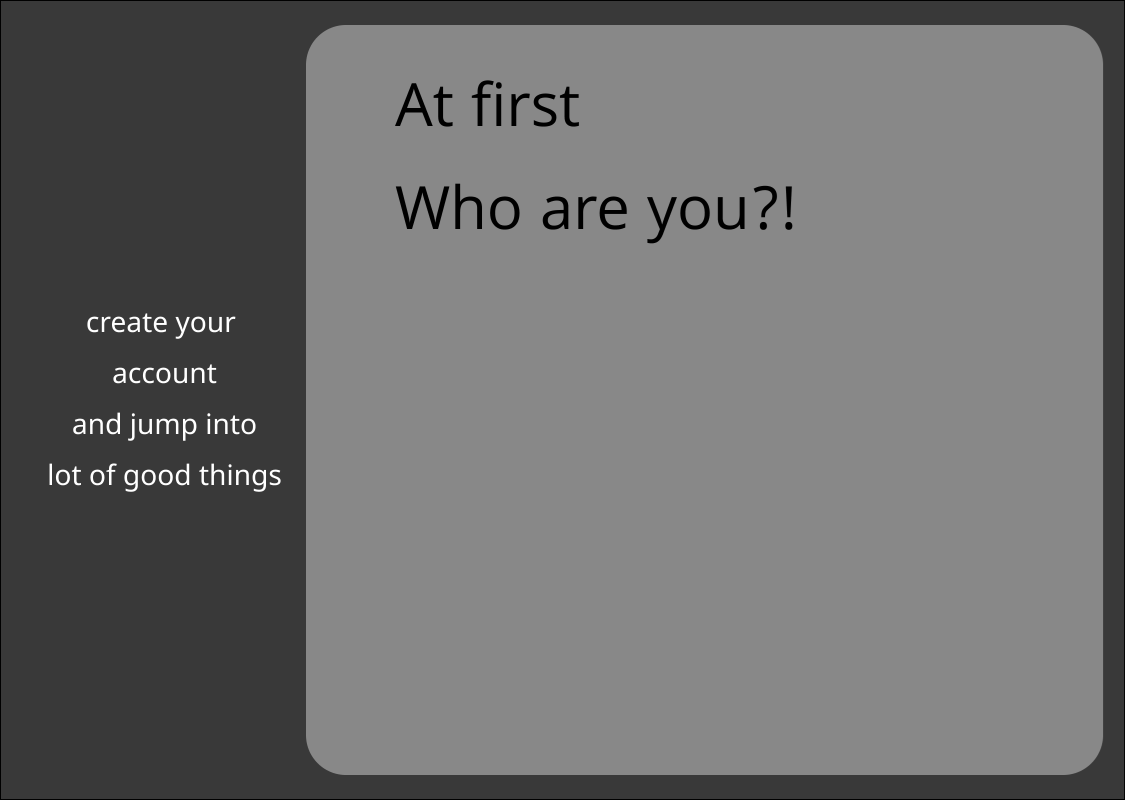 At first
Who are you?!
create your
account
and jump into
lot of good things